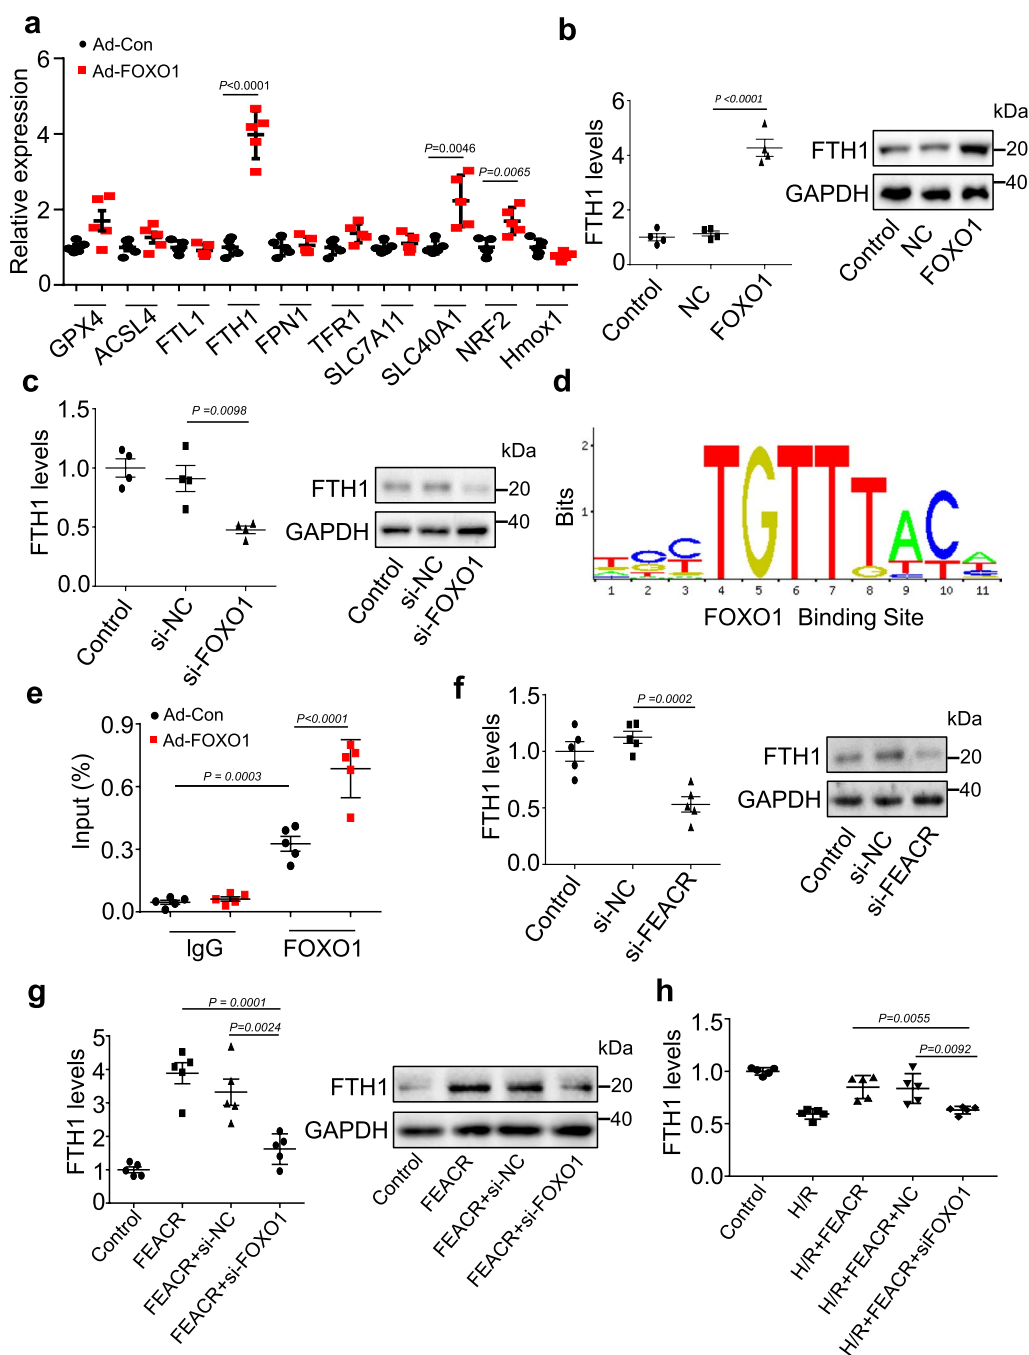 a
Ad-Con
Ad-FOXO1
Relative expression
6
4
2
0
P<0.0001
P=0.0046
P=0.0065
GPX4
ACSL4
FTL1
FTH1
FPN1
TFR1
SLC7A11
SLC40A1
NRF2
Hmox1
b
FTH1 levels
6
4
2
0
P <0.0001
Control
NC
FOXO1
kDa
FTH1
20
40
GAPDH
Control
NC
FOXO1
c
FTH1 levels
1.5
1.0
0.5
0.0
P =0.0098
Control
si-NC
si-FOXO1
kDa
FTH1
20
40
GAPDH
Control
si-NC
si-FOXO1
d
Bits
2
1
TGTTTAC
1 2 3 4 5 6 7 8 9 10 11
FOXO1 Binding Site
e
Ad-Con
Ad-FOXO1
Input (%)
0.9
0.6
0.3
0.0
P = 0.0003
P<0.0001
IgG
FOXO1
f
FTH1 levels
1.5
1.0
0.5
0.0
P =0.0002
Control
si-NC
si-FEACR
kDa
FTH1
20
40
GAPDH
Control
si-NC
si-FEACR
g
FTH1 levels
5
4
3
2
1
0
P = 0.0001
P=0.0024
Control
FEACR
FEACR+si-NC
FEACR+si-FOXO1
kDa
FTH1
20
40
GAPDH
Control
FEACR
FEACR+si-NC
FEACR+si-FOXO1
h
FTH1 levels
1.5
1.0
0.5
0.0
P=0.0055
P=0.0092
Control
H/R
H/R+FEACR
H/R+FEACR+NC
H/R+FEACR+siFOXO1